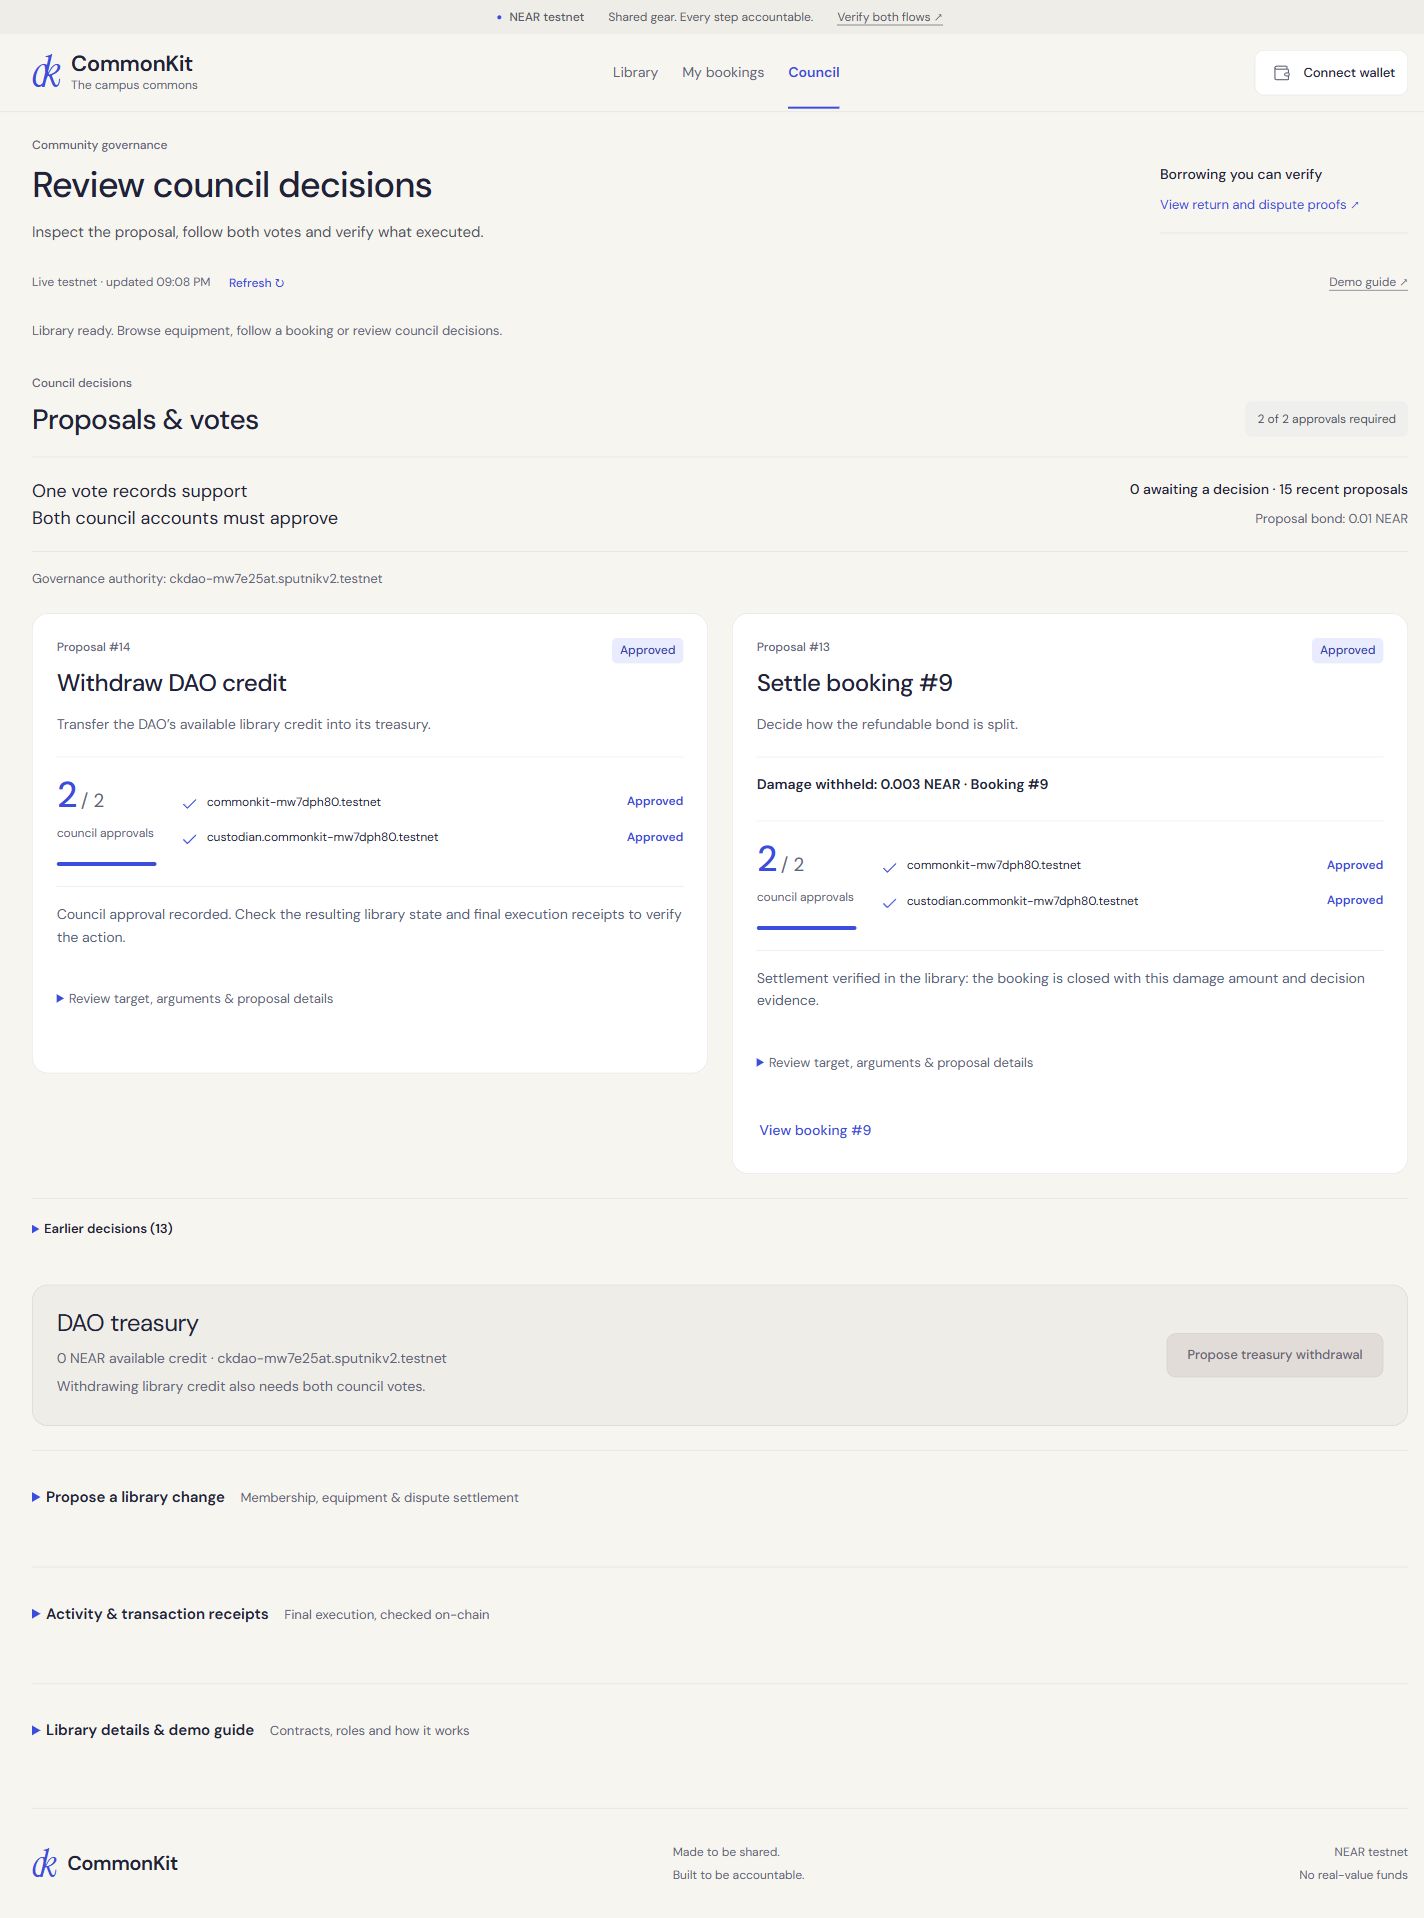 NEAR testnet Shared gear. Every step accountable. Verify both flows ↗
ck CommonKit
The campus commons
Library My bookings Council
Connect wallet
Community governance
Review council decisions
Inspect the proposal, follow both votes and verify what executed.
Borrowing you can verify
View return and dispute proofs ↗
Live testnet · updated 09:08 PM Refresh ↻
Demo guide ↗
Library ready. Browse equipment, follow a booking or review council decisions.
Council decisions
Proposals & votes
2 of 2 approvals required
One vote records support
Both council accounts must approve
0 awaiting a decision · 15 recent proposals
Proposal bond: 0.01 NEAR
Governance authority: ckdao-mw7e25at.sputnikv2.testnet
Proposal #14
Approved
Withdraw DAO credit
Transfer the DAO's available library credit into its treasury.
2 / 2
council approvals
commonkit-mw7dph80.testnet Approved
custodian.commonkit-mw7dph80.testnet Approved
Council approval recorded. Check the resulting library state and final execution receipts to verify
the action.
▶ Review target, arguments & proposal details
Proposal #13
Approved
Settle booking #9
Decide how the refundable bond is split.
Damage withheld: 0.003 NEAR · Booking #9
2 / 2
council approvals
commonkit-mw7dph80.testnet Approved
custodian.commonkit-mw7dph80.testnet Approved
Settlement verified in the library: the booking is closed with this damage amount and decision
evidence.
▶ Review target, arguments & proposal details
View booking #9
▶ Earlier decisions (13)
DAO treasury
0 NEAR available credit · ckdao-mw7e25at.sputnikv2.testnet
Withdrawing library credit also needs both council votes.
Propose treasury withdrawal
▶ Propose a library change Membership, equipment & dispute settlement
▶ Activity & transaction receipts Final execution, checked on-chain
▶ Library details & demo guide Contracts, roles and how it works
ck CommonKit
Made to be shared.
Built to be accountable.
NEAR testnet
No real-value funds